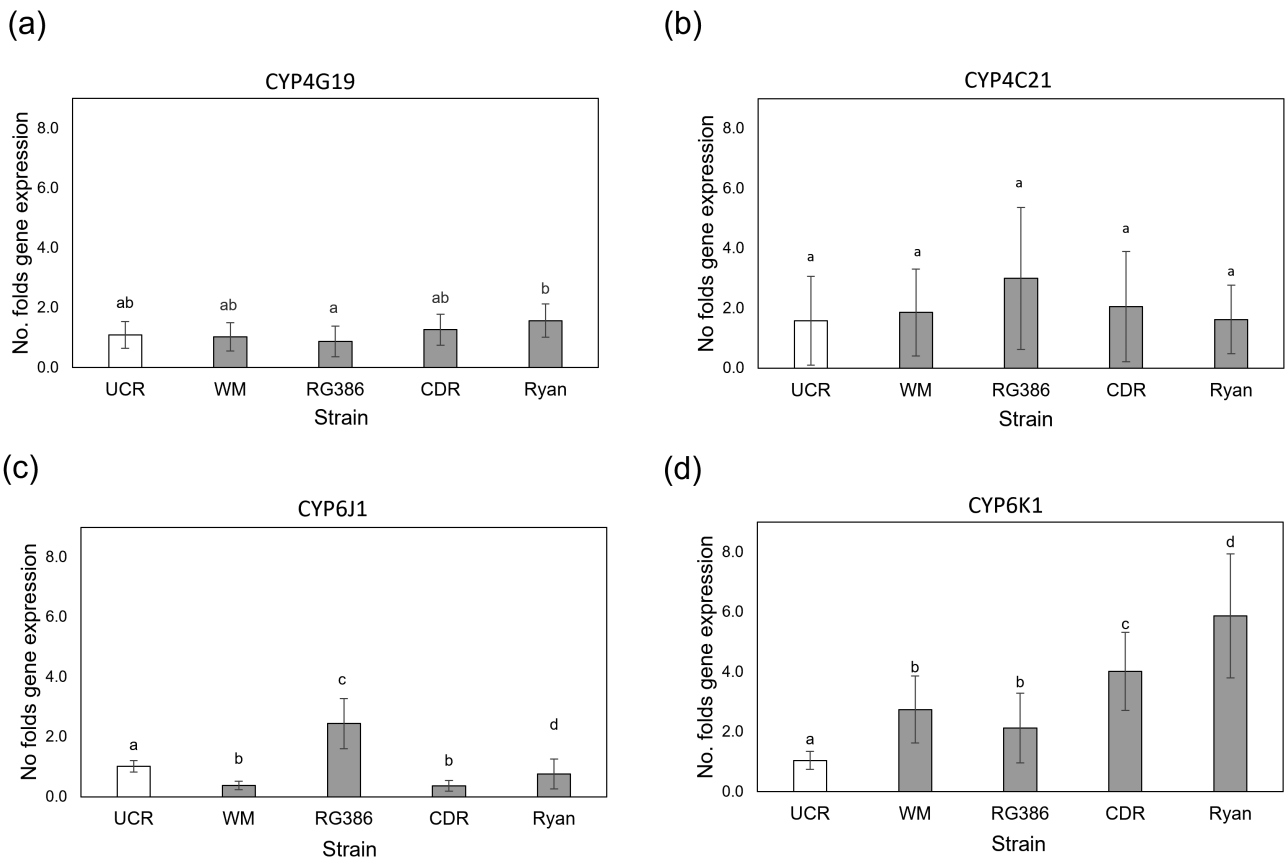 (a)
CYP4G19
No. folds gene expression
8.0
6.0
4.0
2.0
0.0
ab
ab
a
ab
b
UCR WM RG386 CDR Ryan
Strain
(b)
CYP4C21
No folds gene expression
8.0
6.0
4.0
2.0
0.0
a
a
a
a
a
UCR WM RG386 CDR Ryan
Strain
(c)
CYP6J1
No folds gene expression
8.0
6.0
4.0
2.0
0.0
a
b
c
b
d
UCR WM RG386 CDR Ryan
Strain
(d)
CYP6K1
No. folds gene expression
8.0
6.0
4.0
2.0
0.0
a
b
b
c
d
UCR WM RG386 CDR Ryan
Strain